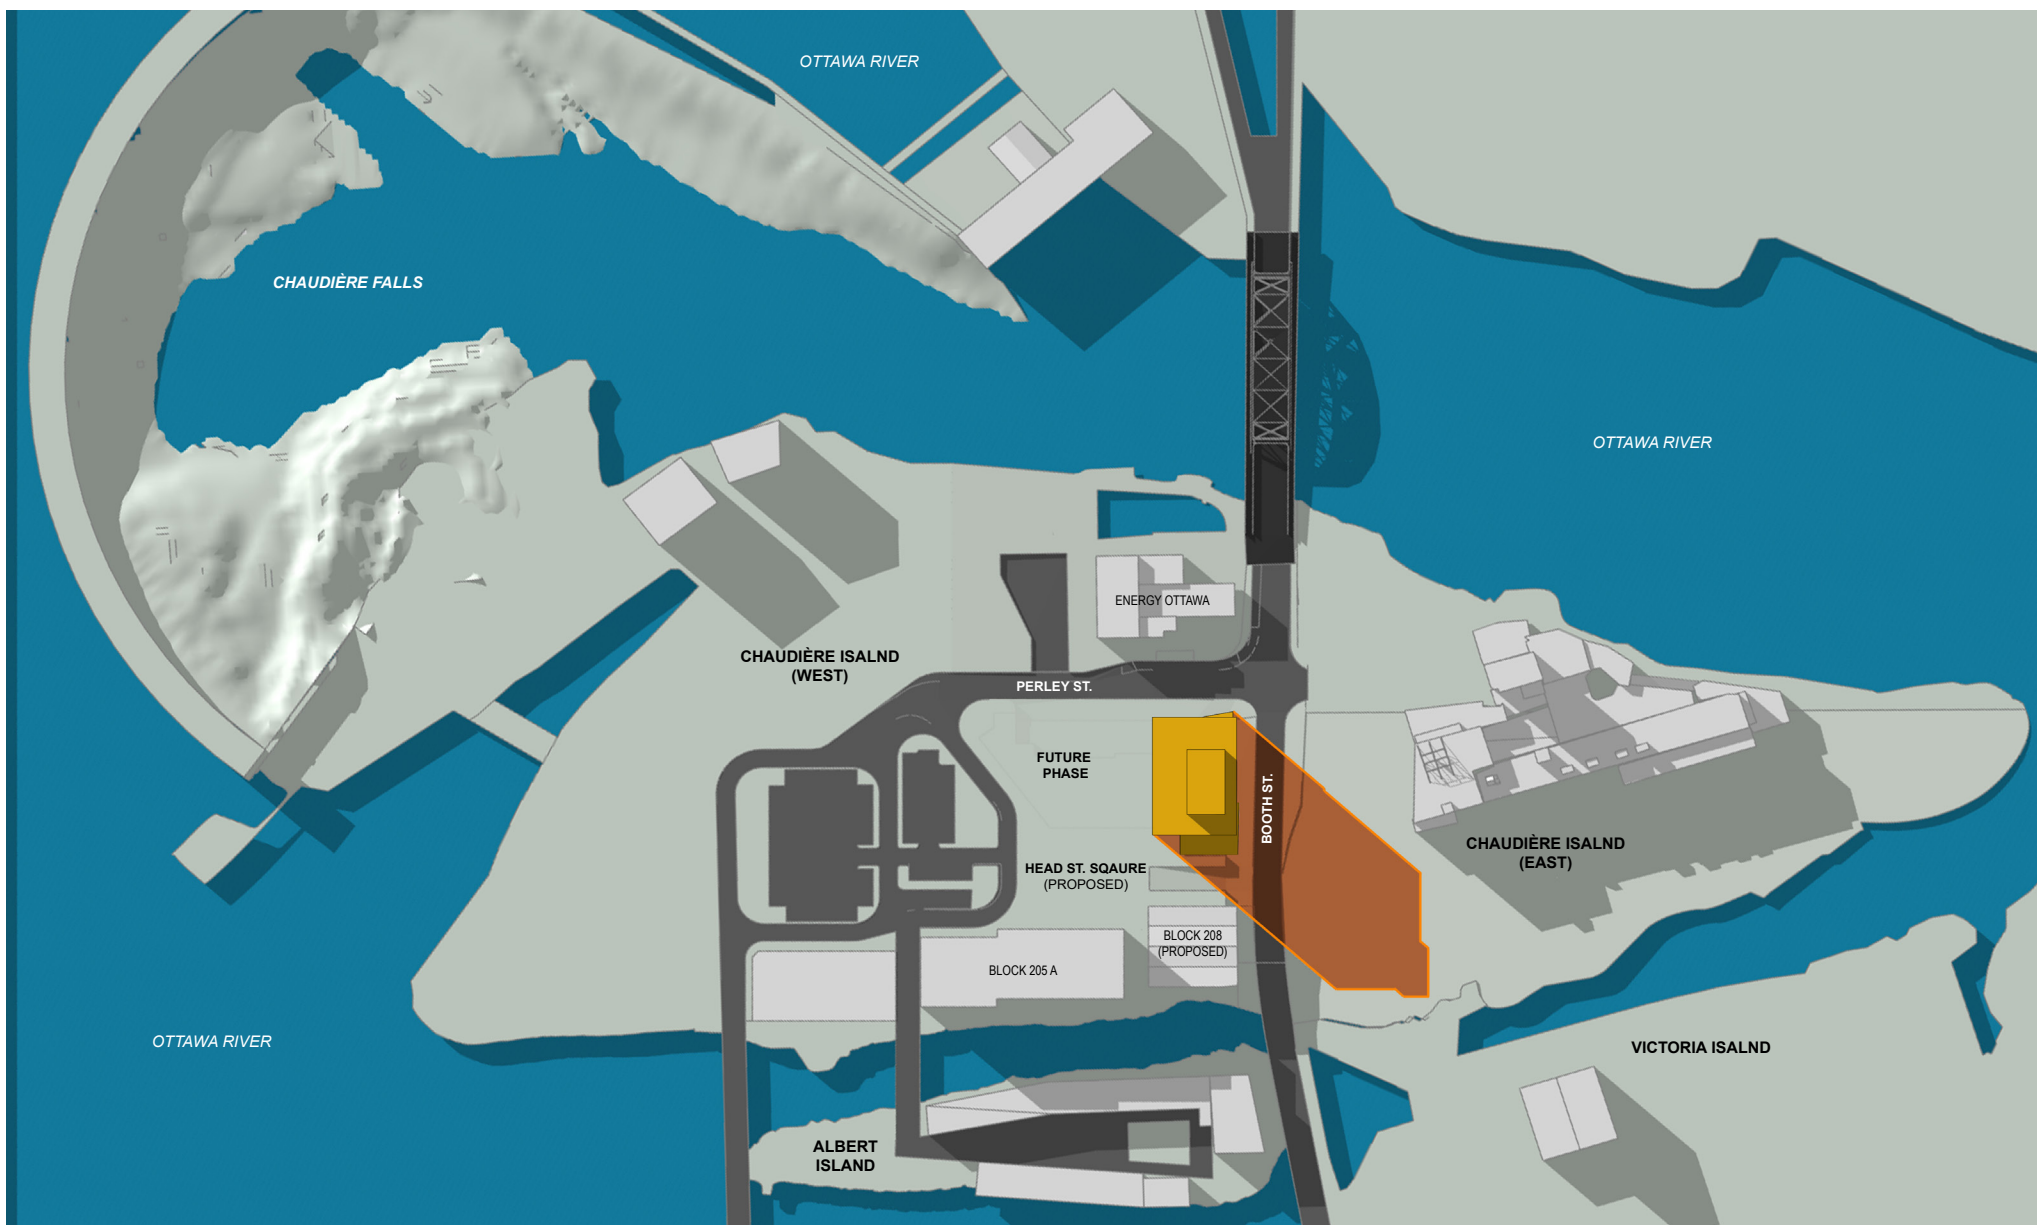 OTTAWA RIVER
CHAUDIÈRE FALLS
OTTAWA RIVER
ENERGY OTTAWA
CHAUDIÈRE ISALND
(WEST)
PERLEY ST.
FUTURE
PHASE
BOOTH ST.
CHAUDIÈRE ISALND
(EAST)
HEAD ST. SQAURE
(PROPOSED)
BLOCK 208
(PROPOSED)
BLOCK 205 A
OTTAWA RIVER
VICTORIA ISALND
ALBERT
ISLAND